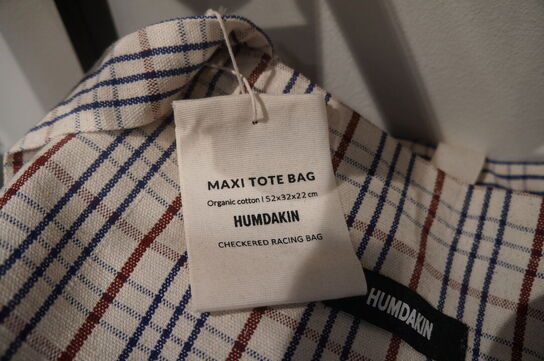 MAXI TOTE BAG
Organic cotton | 52x32x22 cm
HUMDAKIN
CHECKERED RACING BAG
HUMDAKIN